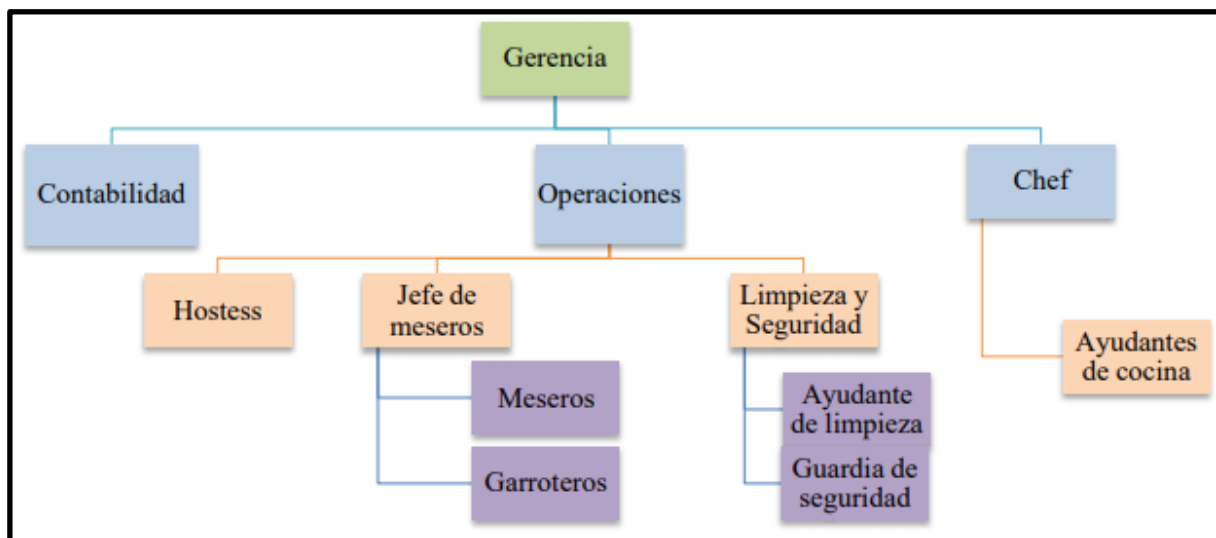 Gerencia
Contabilidad
Operaciones
Chef
Hostess
Jefe de
meseros
Limpieza y
Seguridad
Ayudantes
de cocina
Meseros
Ayudante
de limpieza
Garroteros
Guardia de
seguridad